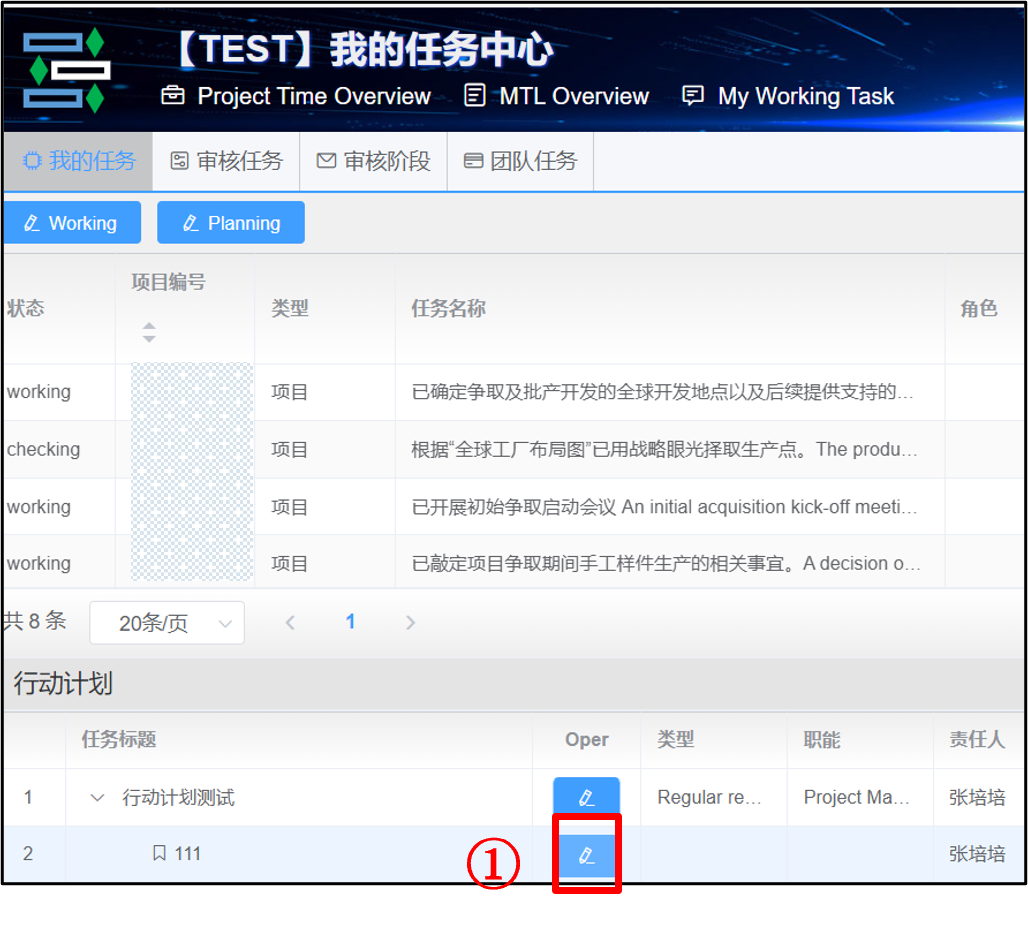 【TEST】我的任务中心
Project Time Overview MTL Overview My Working Task
我的任务 审核任务 审核阶段 团队任务
Working Planning
状态 项目编号 类型 任务名称 角色
working 项目 已确定争取及批产开发的全球开发地点以及后续提供支持的...
checking 项目 根据“全球工厂布局图”已用战略眼光择取生产点。The produ...
working 项目 已开展初始争取启动会议 An initial acquisition kick-off meeti...
working 项目 已敲定项目争取期间手工样件生产的相关事宜。A decision o...
共 8 条 20条/页 1
行动计划
任务标题 Oper 类型 职能 责任人
1 行动计划测试 Regular re... Project Ma... 张培培
2 111 张培培
①